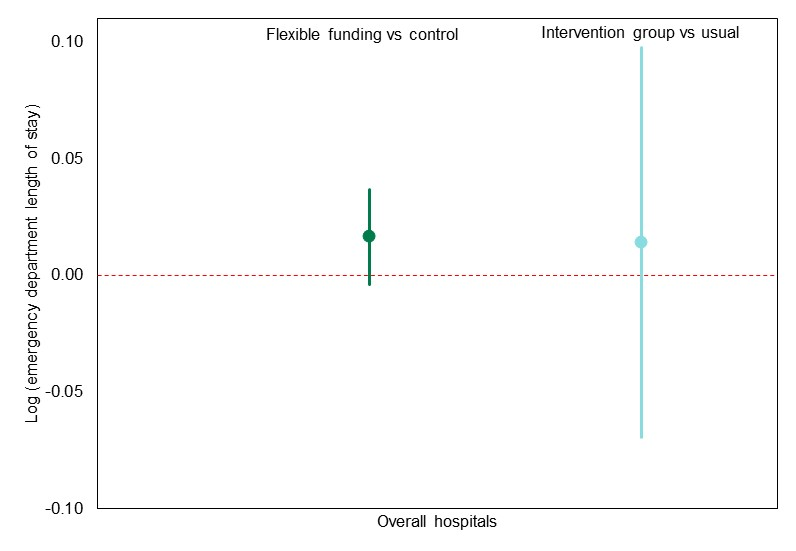 Flexible funding vs control
Intervention group vs usual
0.10
0.05
0.00
-0.05
-0.10
Log (emergency department length of stay)
Overall hospitals